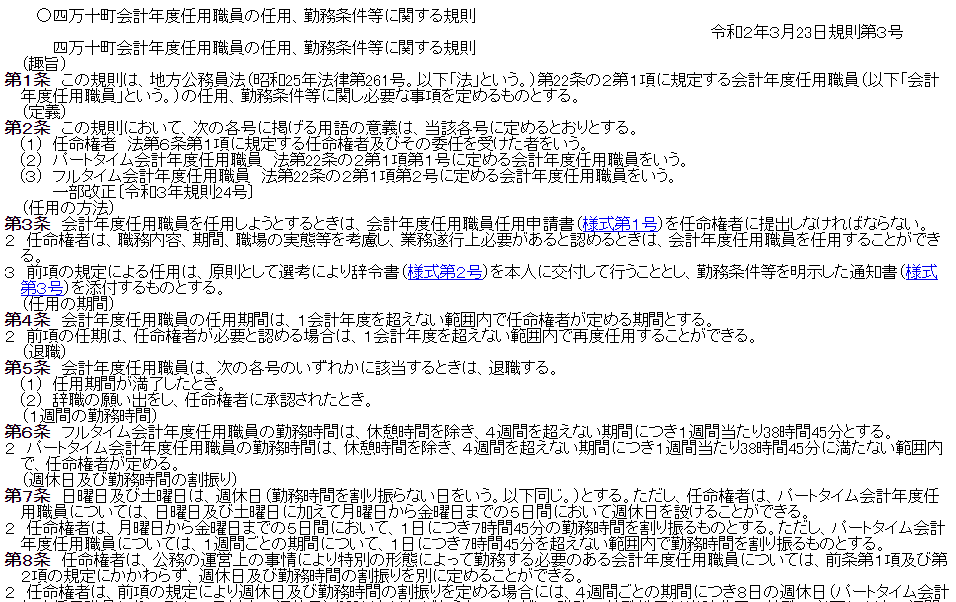 ○四万十町会計年度任用職員の任用、勤務条件等に関する規則
令和２年３月23日規則第３号
四万十町会計年度任用職員の任用、勤務条件等に関する規則
（趣旨）
第１条　この規則は、地方公務員法（昭和25年法律第261号。以下「法」という。）第22条の２第１項に規定する会計年度任用職員（以下「会計
年度任用職員」という。）の任用、勤務条件等に関し必要な事項を定めるものとする。
（定義）
第２条　この規則において、次の各号に掲げる用語の意義は、当該各号に定めるとおりとする。
（１）　任命権者　法第６条第１項に規定する任命権者及びその委任を受けた者をいう。
（２）　パートタイム会計年度任用職員　法第22条の２第１項第１号に定める会計年度任用職員をいう。
（３）　フルタイム会計年度任用職員　法第22条の２第１項第２号に定める会計年度任用職員をいう。
一部改正〔令和３年規則24号〕
（任用の方法）
第３条　会計年度任用職員を任用しようとするときは、会計年度任用職員任用申請書（様式第１号）を任命権者に提出しなければならない。
２　任命権者は、職務内容、期間、職場の実態等を考慮し、業務遂行上必要があると認めるときは、会計年度任用職員を任用することができ
る。
３　前項の規定による任用は、原則として選考により辞令書（様式第２号）を本人に交付して行うこととし、勤務条件等を明示した通知書（様式
第３号）を添付するものとする。
（任用の期間）
第４条　会計年度任用職員の任用期間は、１会計年度を超えない範囲内で任命権者が定める期間とする。
２　前項の任期は、任命権者が必要と認める場合は、１会計年度を超えない範囲内で再度任用することができる。
（退職）
第５条　会計年度任用職員は、次の各号のいずれかに該当するときは、退職する。
（１）　任用期間が満了したとき。
（２）　辞職の願い出をし、任命権者に承認されたとき。
（１週間の勤務時間）
第６条　フルタイム会計年度任用職員の勤務時間は、休憩時間を除き、４週間を超えない期間につき１週間当たり38時間45分とする。
２　パートタイム会計年度任用職員の勤務時間は、休憩時間を除き、４週間を超えない期間につき１週間当たり38時間45分に満たない範囲内
で、任命権者が定める。
（週休日及び勤務時間の割振り）
第７条　日曜日及び土曜日は、週休日（勤務時間を割り振らない日をいう。以下同じ。）とする。ただし、任命権者は、パートタイム会計年度任
用職員については、日曜日及び土曜日に加えて月曜日から金曜日までの５日間において週休日を設けることができる。
２　任命権者は、月曜日から金曜日までの５日間において、１日につき７時間45分の勤務時間を割り振るものとする。ただし、パートタイム会計
年度任用職員については、１週間ごとの期間について、１日につき７時間45分を超えない範囲内で勤務時間を割り振るものとする。
第８条　任命権者は、公務の運営上の事情により特別の形態によって勤務する必要のある会計年度任用職員については、前条第１項及び第
２項の規定にかかわらず、週休日及び勤務時間の割振りを別に定めることができる。
２　任命権者は、前項の規定により週休日及び勤務時間の割振りを定める場合には、４週間ごとの期間につき８日の週休日（パートタイム会計